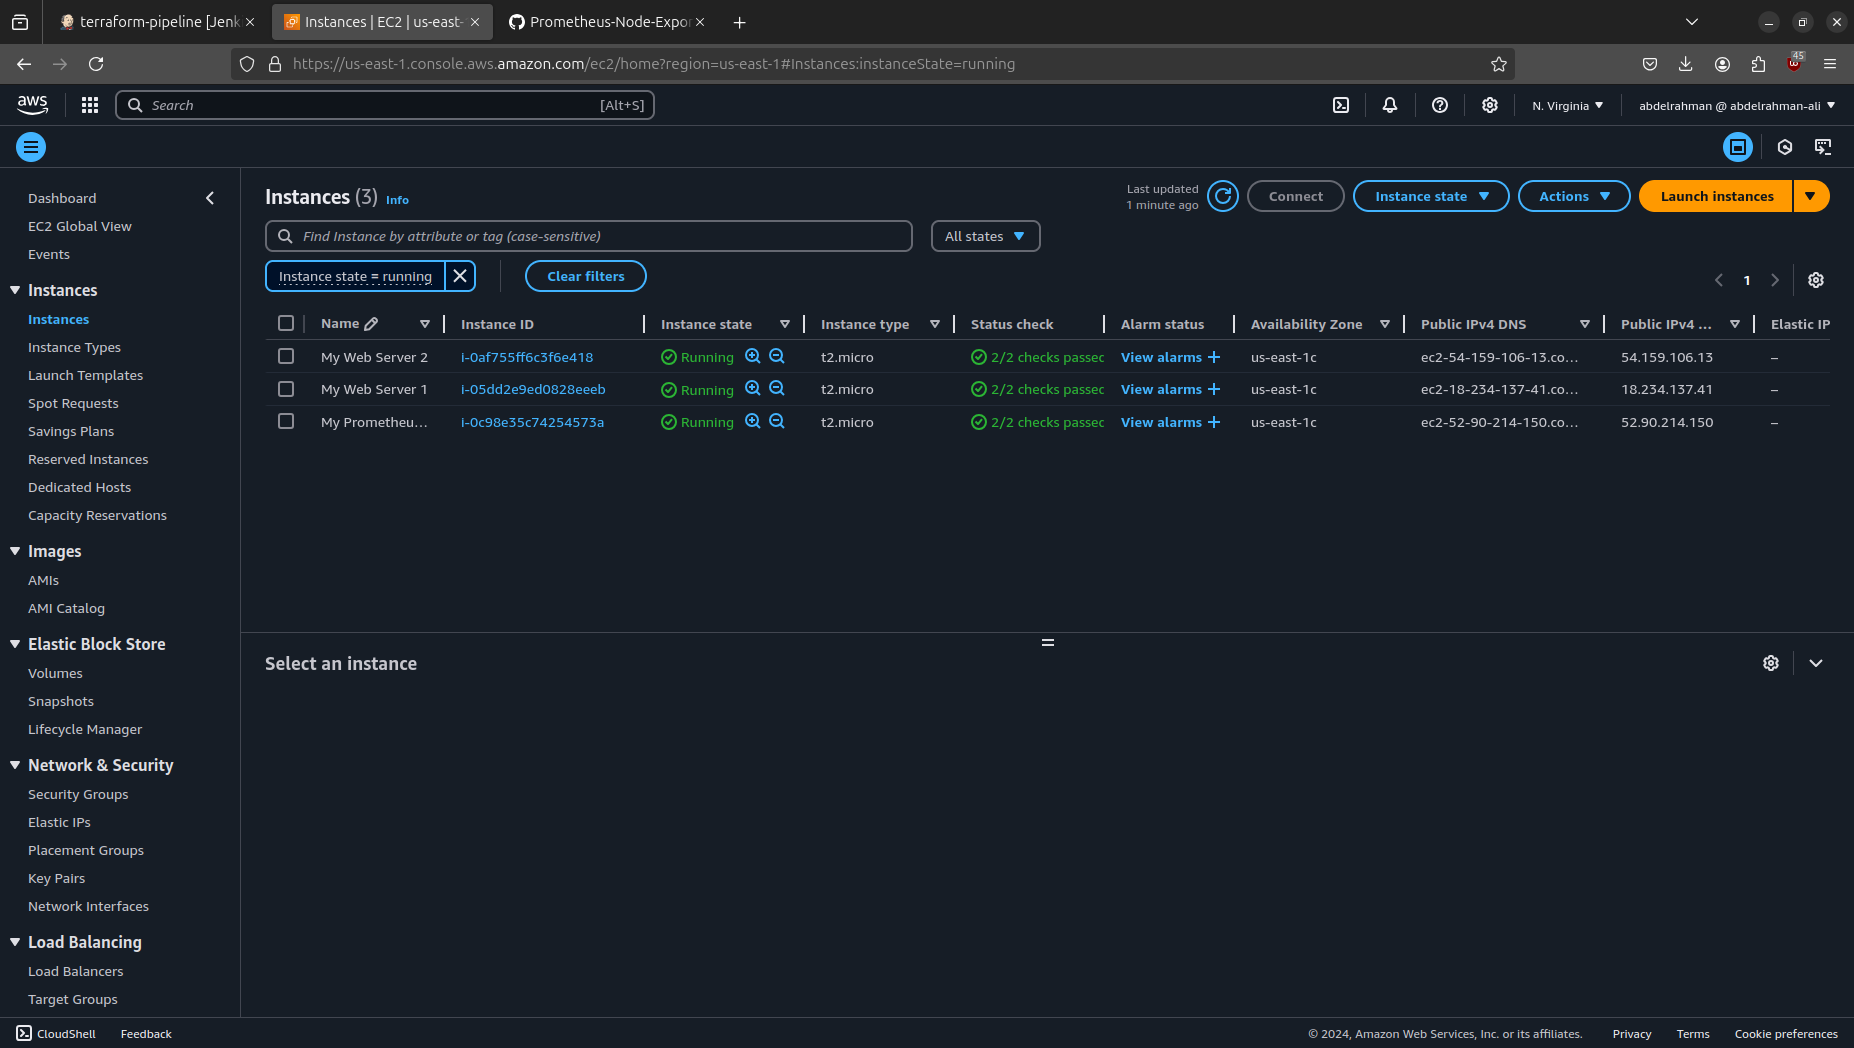 terraform-pipeline [Jenk
Instances | EC2 | us-east-
Prometheus-Node-Expor
https://us-east-1.console.aws.amazon.com/ec2/home?region=us-east-1#Instances:instanceState=running
45
aws
Search
[Alt+S]
N. Virginia
abdelrahman @ abdelrahman-ali
Dashboard
EC2 Global View
Events
Instances
Instances
Instance Types
Launch Templates
Spot Requests
Savings Plans
Reserved Instances
Dedicated Hosts
Capacity Reservations
Images
AMIs
AMI Catalog
Elastic Block Store
Volumes
Snapshots
Lifecycle Manager
Network & Security
Security Groups
Elastic IPs
Placement Groups
Key Pairs
Network Interfaces
Load Balancing
Load Balancers
Target Groups
Instances (3) Info
Last updated
1 minute ago
Connect
Instance state
Actions
Launch instances
Find Instance by attribute or tag (case-sensitive)
All states
Instance state = running
Clear filters
1
Name Instance ID Instance state Instance type Status check Alarm status Availability Zone Public IPv4 DNS Public IPv4 ... Elastic IP
My Web Server 2 i-0af755ff6c3f6e418 Running t2.micro 2/2 checks passed View alarms + us-east-1c ec2-54-159-106-13.co... 54.159.106.13 –
My Web Server 1 i-05dd2e9ed0828eeeb Running t2.micro 2/2 checks passed View alarms + us-east-1c ec2-18-234-137-41.co... 18.234.137.41 –
My Prometheu... i-0c98e35c74254573a Running t2.micro 2/2 checks passed View alarms + us-east-1c ec2-52-90-214-150.co... 52.90.214.150 –
Select an instance
CloudShell
Feedback
© 2024, Amazon Web Services, Inc. or its affiliates.
Privacy
Terms
Cookie preferences